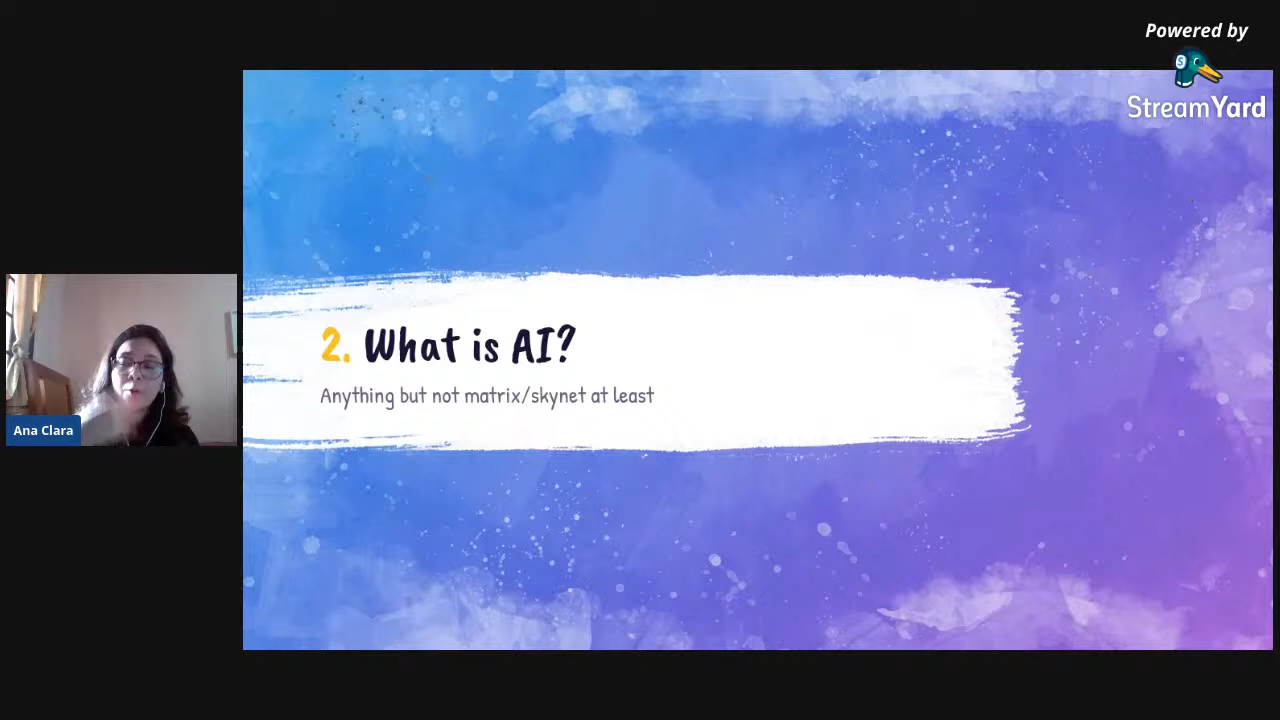 Powered by
StreamYard
2. What is AI?
Anything but not matrix/skynet at least
Ana Clara